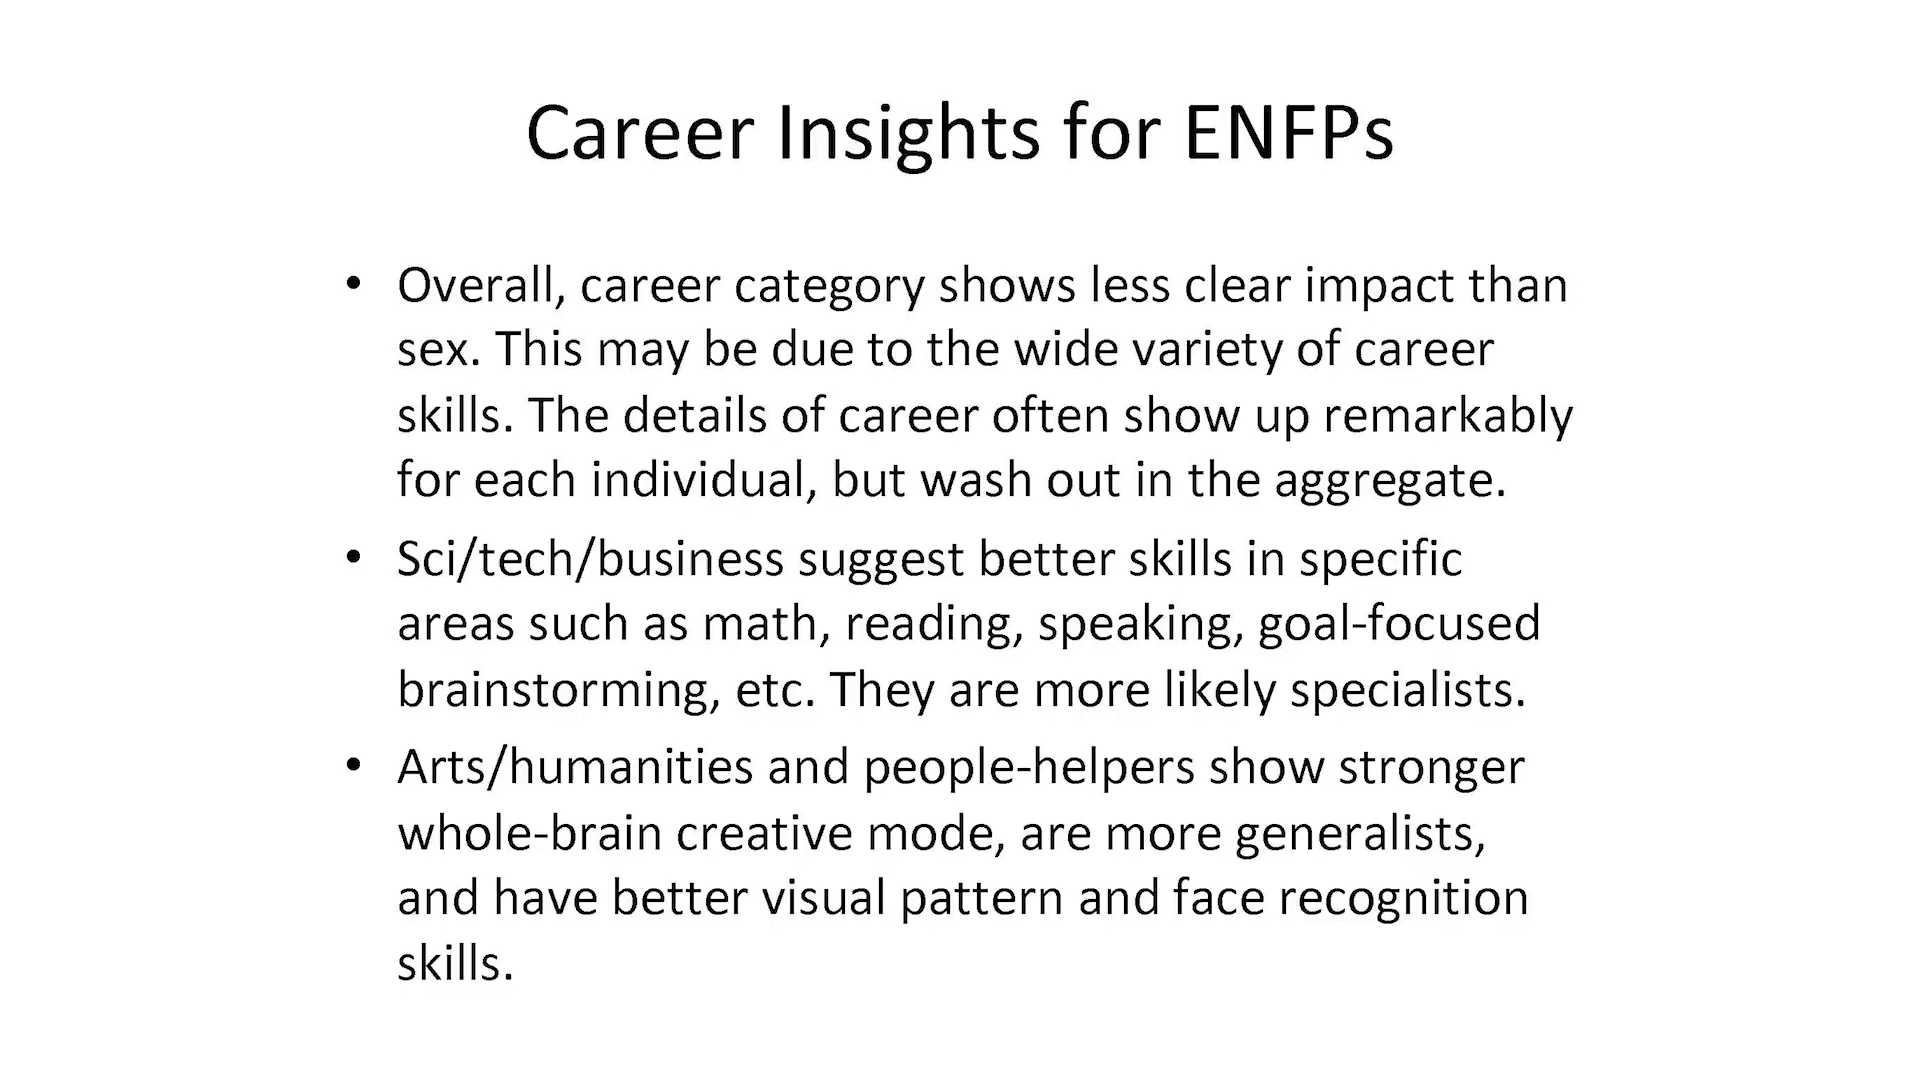 Career Insights for ENFPs
• Overall, career category shows less clear impact than
sex. This may be due to the wide variety of career
skills. The details of career often show up remarkably
for each individual, but wash out in the aggregate.
• Sci/tech/business suggest better skills in specific
areas such as math, reading, speaking, goal-focused
brainstorming, etc. They are more likely specialists.
• Arts/humanities and people-helpers show stronger
whole-brain creative mode, are more generalists,
and have better visual pattern and face recognition
skills.